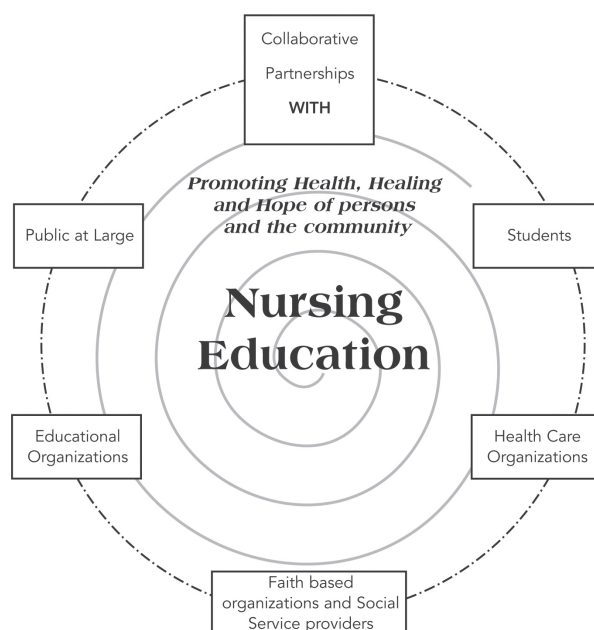 Collaborative
Partnerships
WITH
Promoting Health, Healing
and Hope of persons
and the community
Public at Large
Students
Nursing
Education
Educational
Organizations
Health Care
Organizations
Faith based
organizations and Social
Service providers